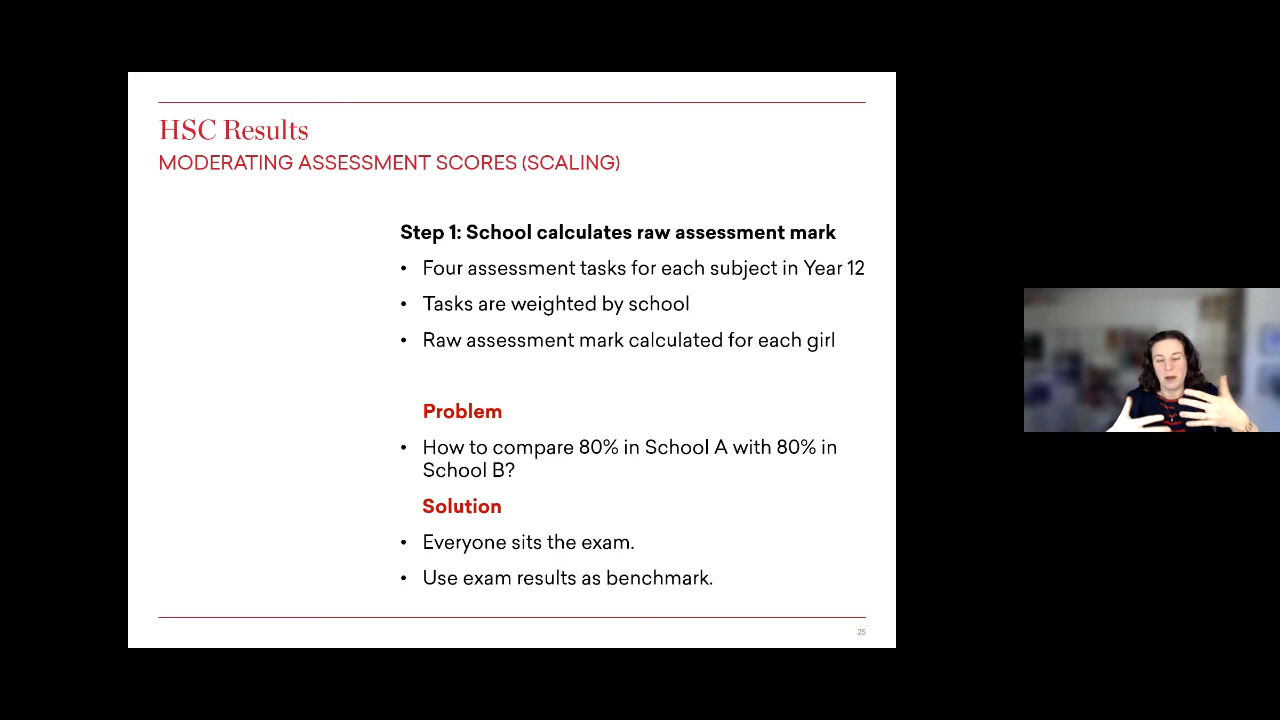 HSC Results
MODERATING ASSESSMENT SCORES (SCALING)
Step 1: School calculates raw assessment mark
• Four assessment tasks for each subject in Year 12
• Tasks are weighted by school
• Raw assessment mark calculated for each girl
Problem
• How to compare 80% in School A with 80% in
School B?
Solution
• Everyone sits the exam.
• Use exam results as benchmark.
25